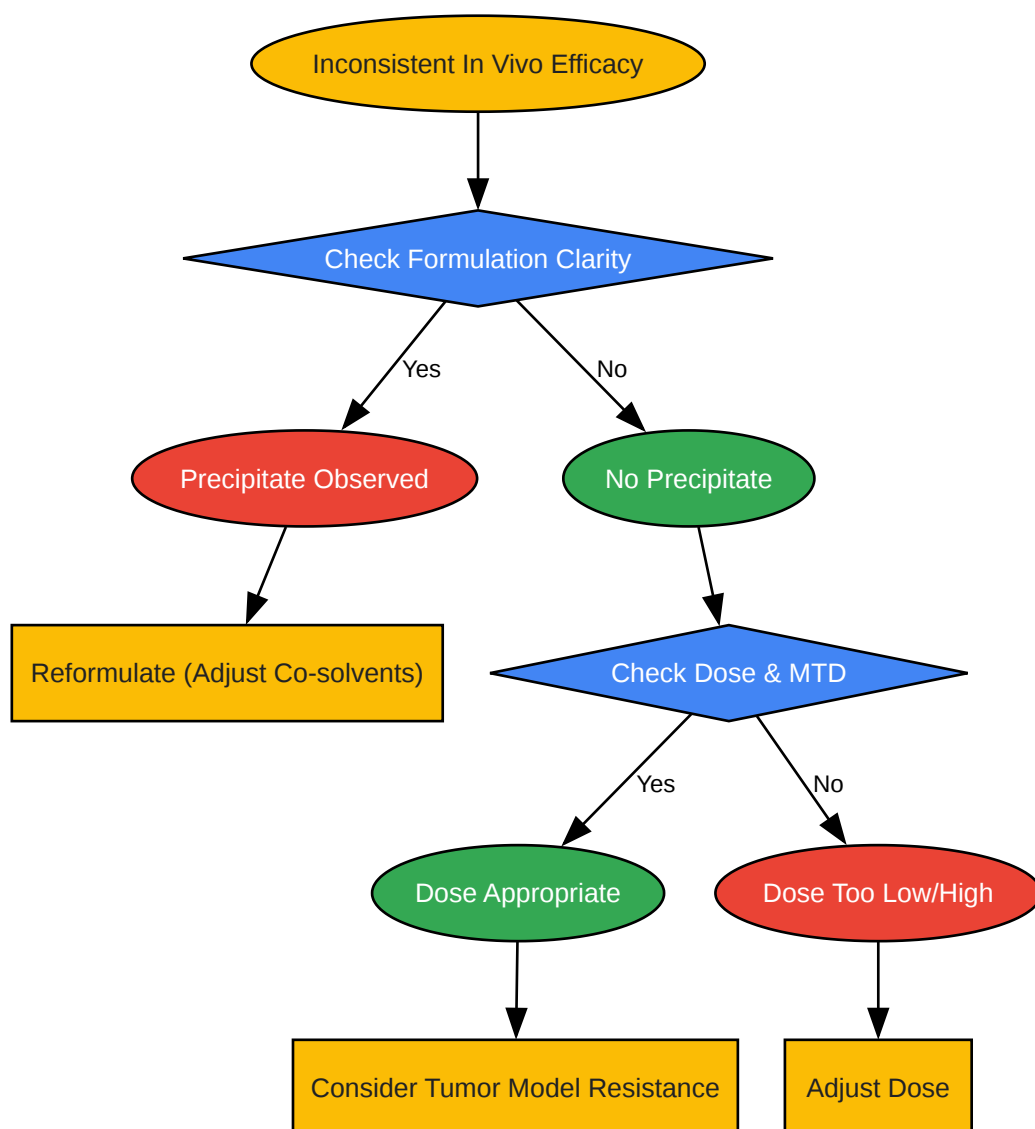 Inconsistent In Vivo Efficacy
Check Formulation Clarity
Yes
No
Precipitate Observed
No Precipitate
Reformulate (Adjust Co-solvents)
Check Dose & MTD
Yes
No
Dose Appropriate
Dose Too Low/High
Consider Tumor Model Resistance
Adjust Dose